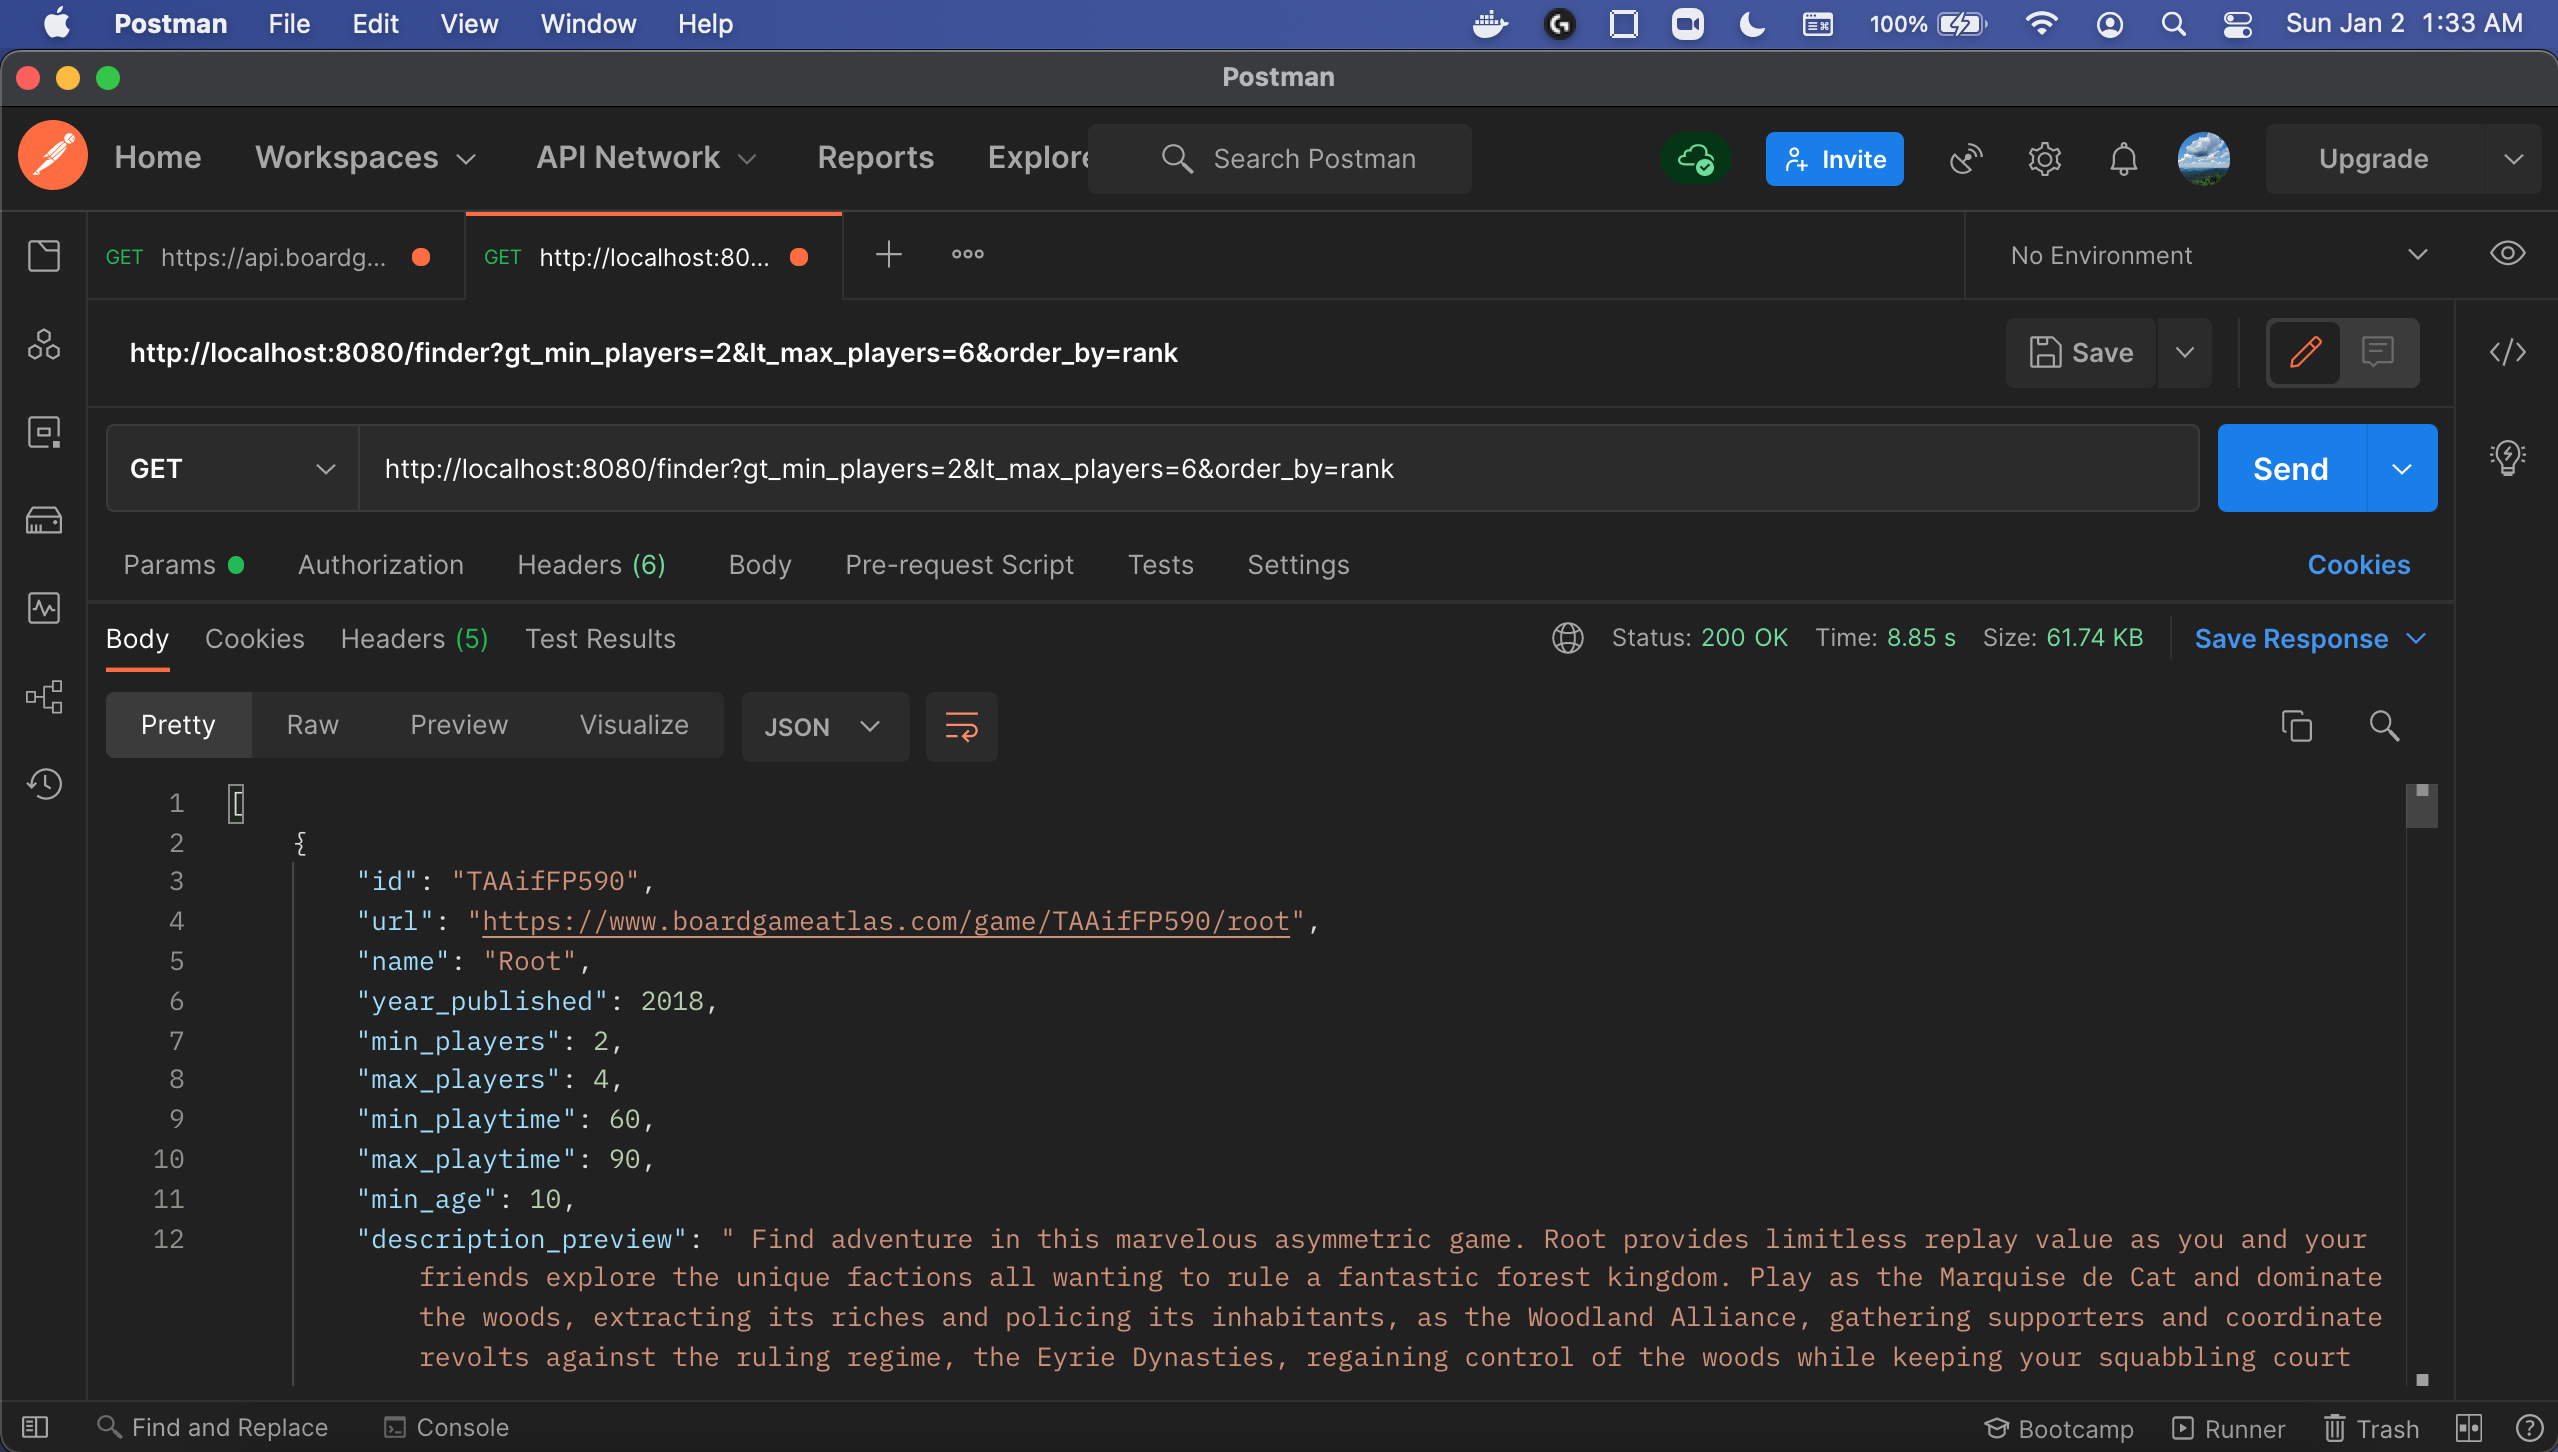 Postman File Edit View Window Help 100% Sun Jan 2 1:33 AM
Postman
Home Workspaces API Network Reports Explore Search Postman Invite Upgrade
GET https://api.boardg... GET http://localhost:80... No Environment
http://localhost:8080/finder?gt_min_players=2&lt_max_players=6&order_by=rank Save
GET http://localhost:8080/finder?gt_min_players=2&lt_max_players=6&order_by=rank Send
Params Authorization Headers (6) Body Pre-request Script Tests Settings Cookies
Body Cookies Headers (5) Test Results Status: 200 OK Time: 8.85 s Size: 61.74 KB Save Response
Pretty Raw Preview Visualize JSON
1 [
2 {
3 "id": "TAAifFP590",
4 "url": "https://www.boardgameatlas.com/game/TAAifFP590/root",
5 "name": "Root",
6 "year_published": 2018,
7 "min_players": 2,
8 "max_players": 4,
9 "min_playtime": 60,
10 "max_playtime": 90,
11 "min_age": 10,
12 "description_preview": " Find adventure in this marvelous asymmetric game. Root provides limitless replay value as you and your
friends explore the unique factions all wanting to rule a fantastic forest kingdom. Play as the Marquise de Cat and dominate
the woods, extracting its riches and policing its inhabitants, as the Woodland Alliance, gathering supporters and coordinate
revolts against the ruling regime, the Eyrie Dynasties, regaining control of the woods while keeping your squabbling court
Find and Replace Console Bootcamp Runner Trash